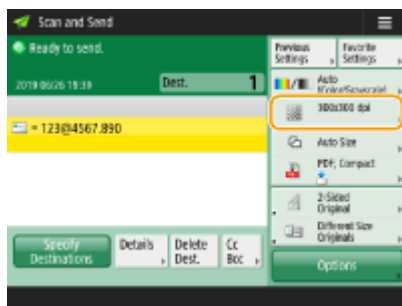 Scan and Send
Ready to send.
Previous Settings
Favorite Settings
2019 06/26 19:39
Dest. 1
Auto (Color/Grayscale)
300x300 dpi
= 123@4567.890
Auto Size
PDF, Compact
2-Sided Original
Different Size Originals
Specify Destinations
Details
Delete Dest.
Cc Bcc
Options